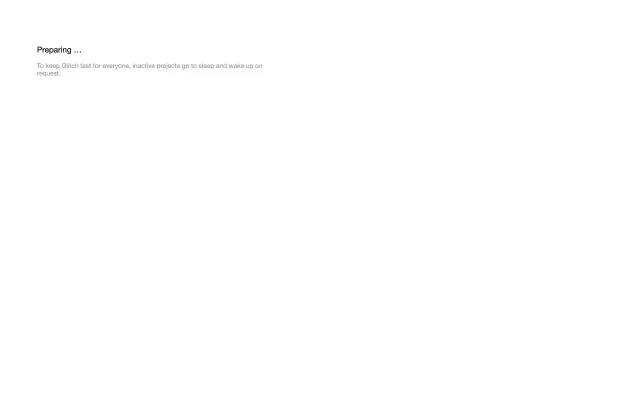 Preparing ...
To keep Glitch fast for everyone, inactive projects go to sleep and wake up on
request.